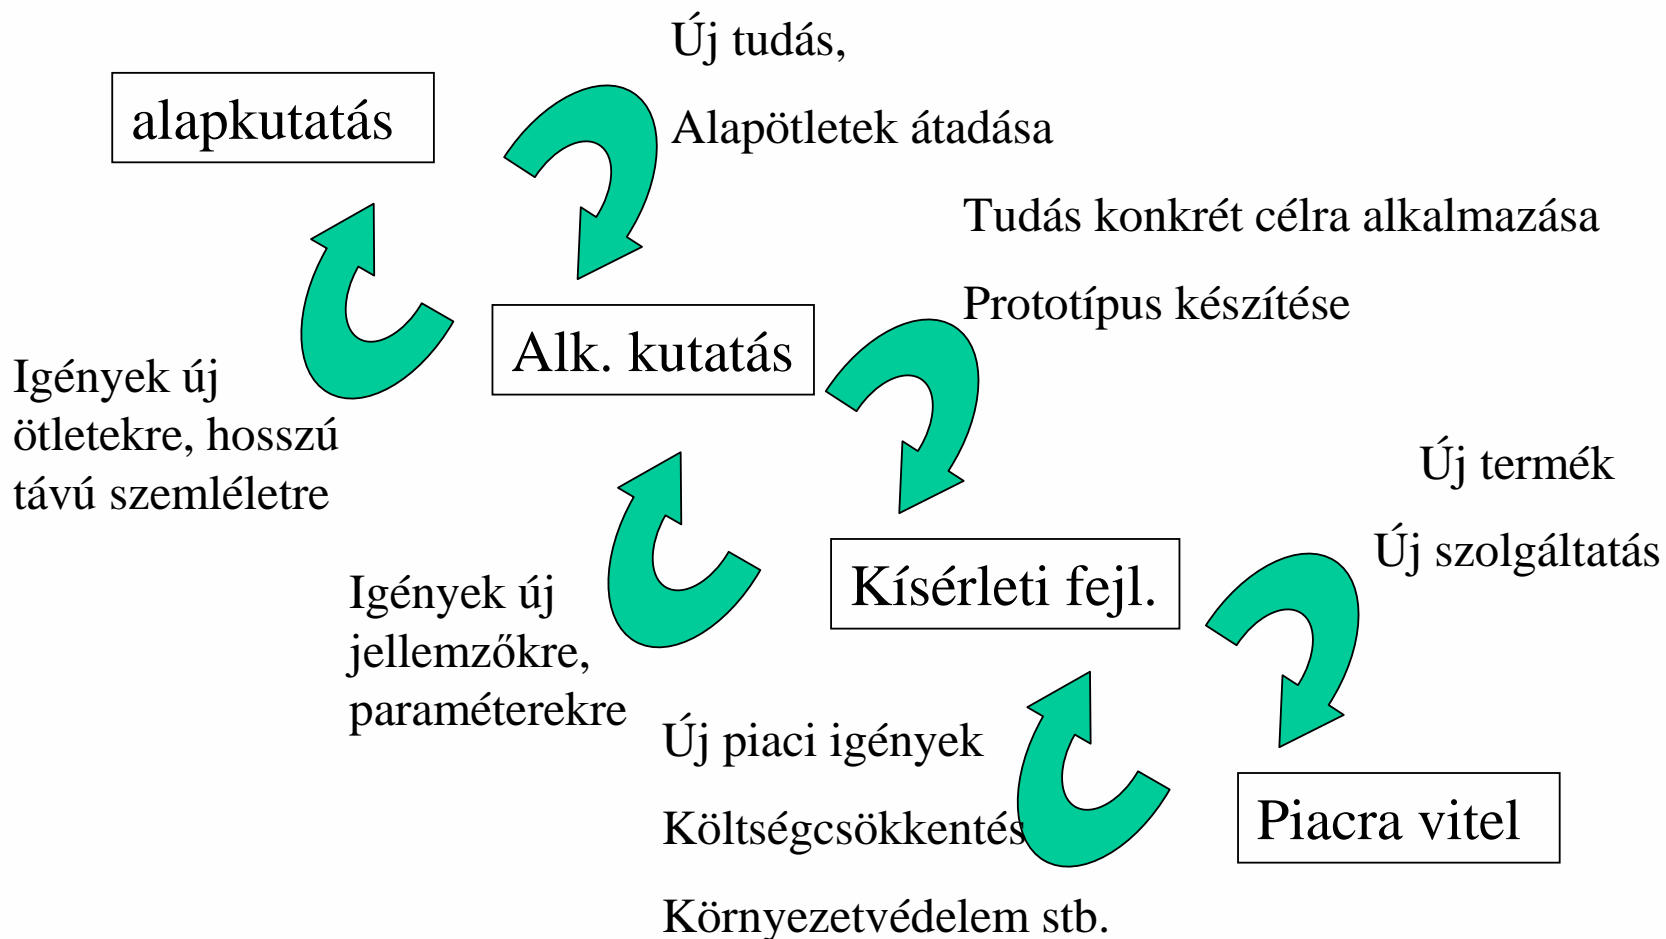 Új tudás,
Alapötletek átadása
alapkutatás
Tudás konkrét célra alkalmazása
Prototípus készítése
Alk. kutatás
Igények új
ötletekre, hosszú
távú szemléletre
Új termék
Új szolgáltatás
Kísérleti fejl.
Igények új
jellemzőkre,
paraméterekre
Új piaci igények
Költségcsökkentés
Környezetvédelem stb.
Piacra vitel